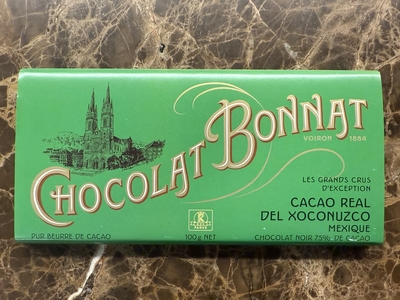 CHOCOLAT BONNAT
VOIRON 1884
LES GRANDS CRUS
D'EXCEPTION
CACAO REAL
DEL XOCONUZCO
MEXIQUE
PUR BEURRE DE CACAO
100g NET
CHOCOLAT NOIR 75% DE CACAO